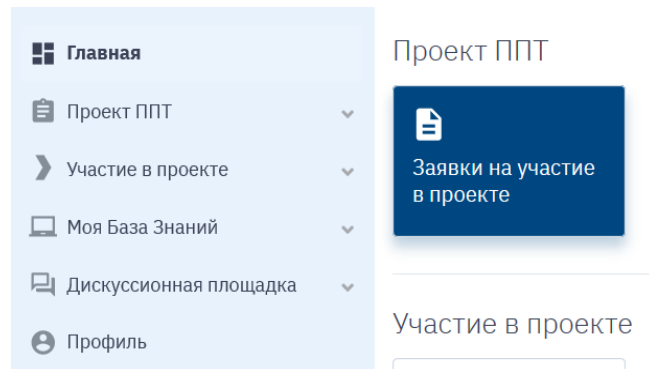 Главная
Проект ППТ
Участие в проекте
Моя База Знаний
Дискуссионная площадка
Профиль
Проект ППТ
Заявки на участие
в проекте
Участие в проекте